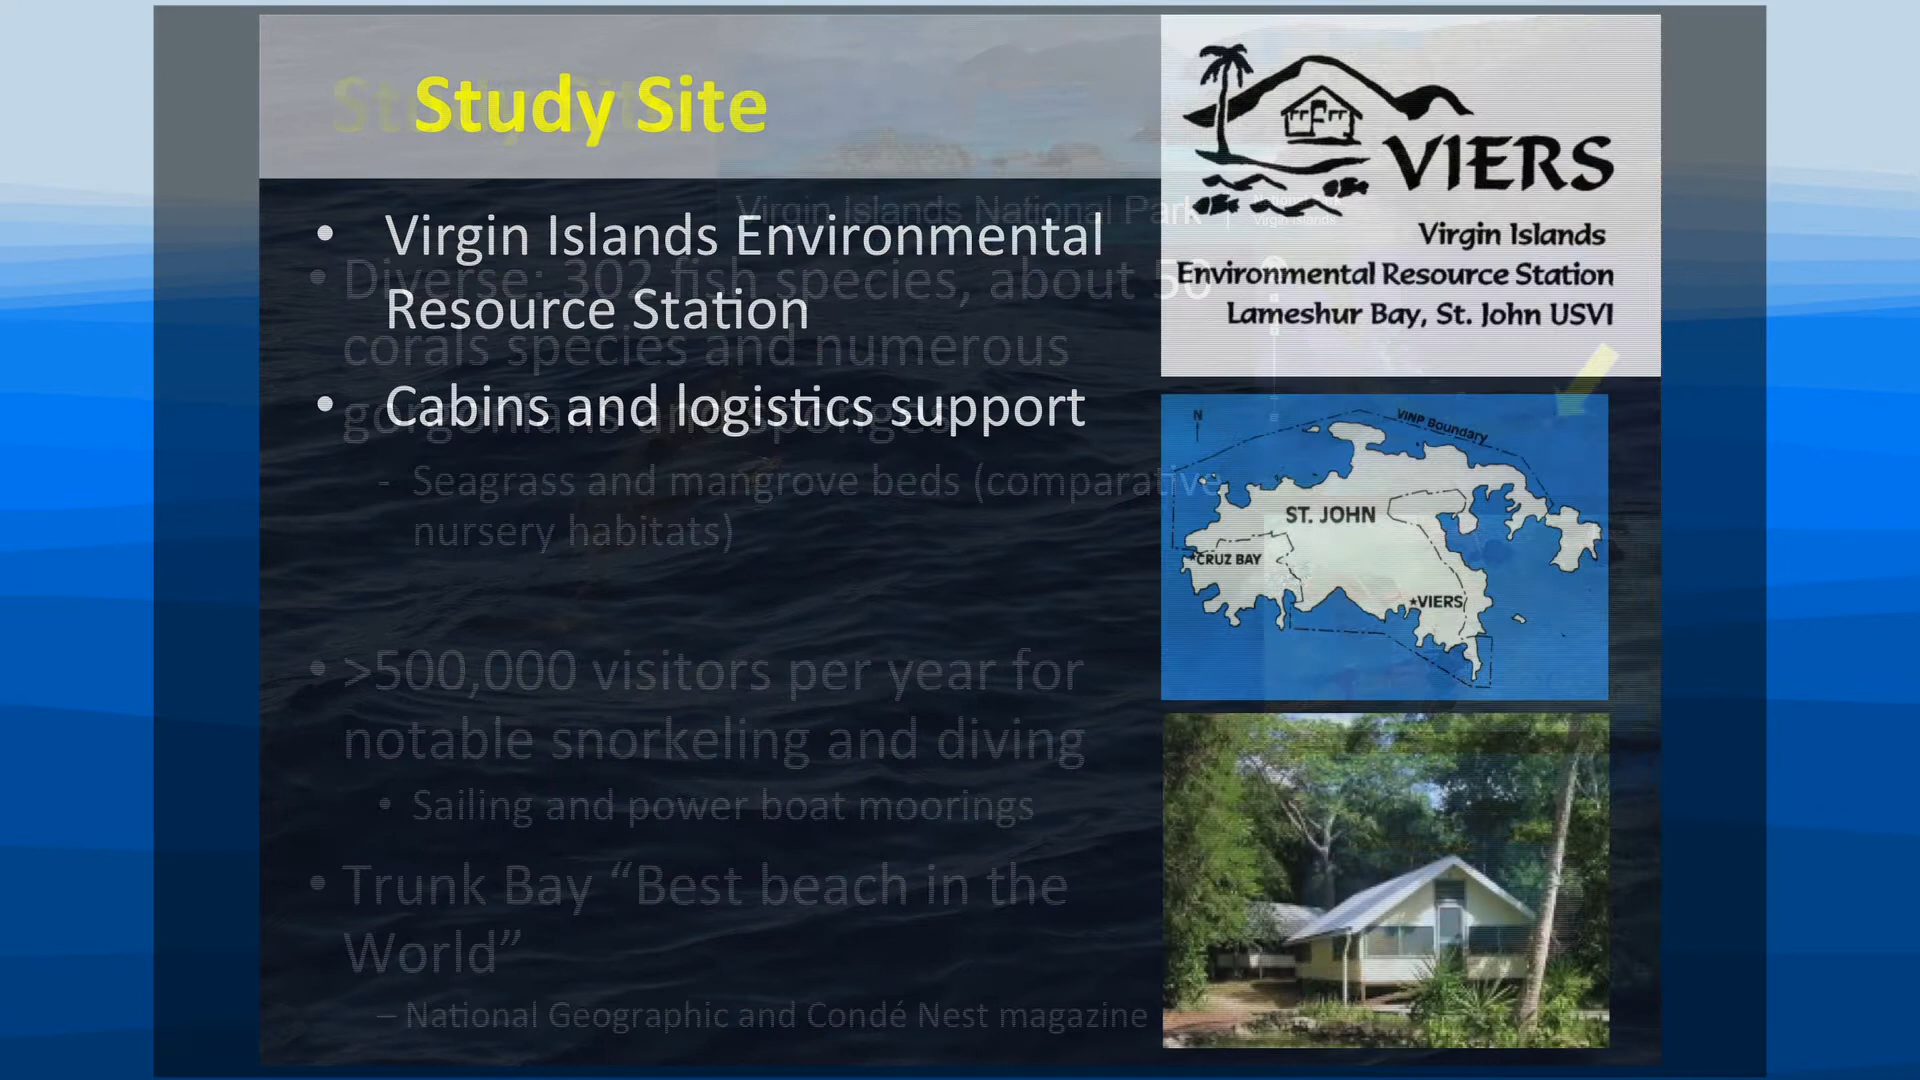 Study Site
• Virgin Islands Environmental
Resource Station
• Cabins and logistics support
Virgin Islands National Park
• Diverse: 302 fish species, about 50
corals species and numerous
gorgonians and sponges
- Seagrass and mangrove beds (comparative
nursery habitats)
• >500,000 visitors per year for
notable snorkeling and diving
• Sailing and power boat moorings
• Trunk Bay “Best beach in the
World”
– National Geographic and Condé Nest magazine
VIERS
Virgin Islands
Environmental Resource Station
Lameshur Bay, St. John USVI
N
VINP Boundary
ST. JOHN
*CRUZ BAY
*VIERS